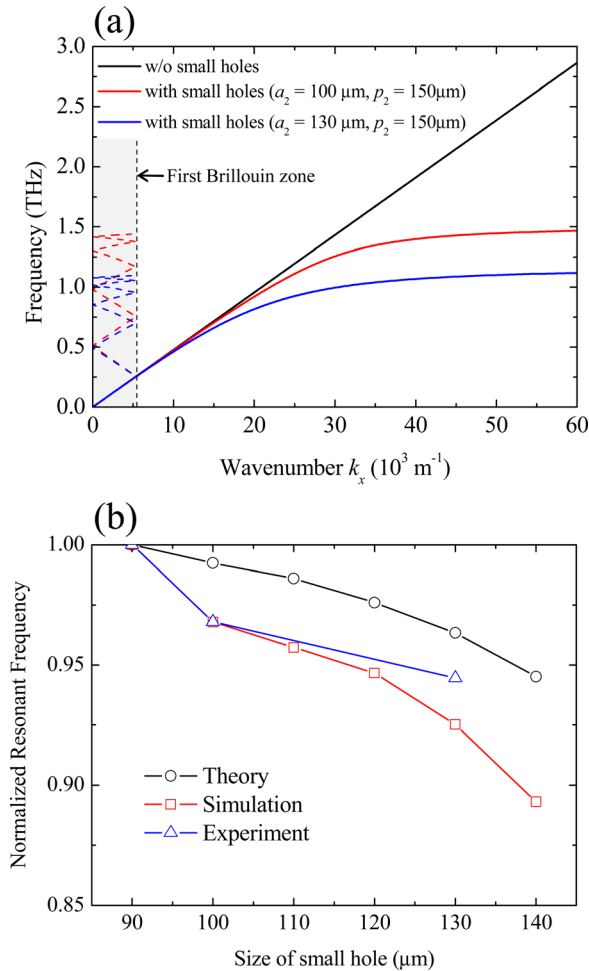 (a)
3.0
2.5
2.0
1.5
1.0
0.5
0.0
Frequency (THz)
w/o small holes
with small holes (a₂ = 100 μm, p₂ = 150μm)
with small holes (a₂ = 130 μm, p₂ = 150μm)
First Brillouin zone
0 10 20 30 40 50 60
Wavenumber kₓ (10³ m⁻¹)
(b)
1.00
0.95
0.90
0.85
Normalized Resonant Frequency
Theory
Simulation
Experiment
90 100 110 120 130 140
Size of small hole (μm)